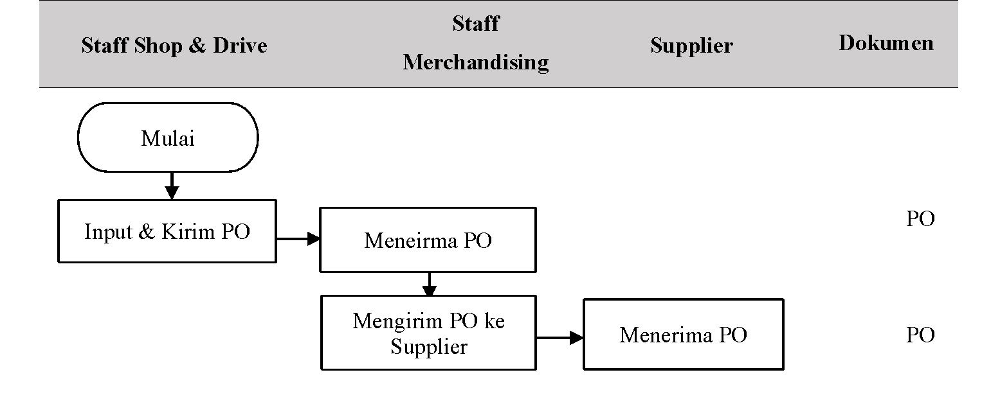 Staff Shop & Drive
Staff
Merchandising
Supplier
Dokumen
Mulai
Input & Kirim PO
Meneirma PO
PO
Mengirim PO ke
Supplier
Menerima PO
PO